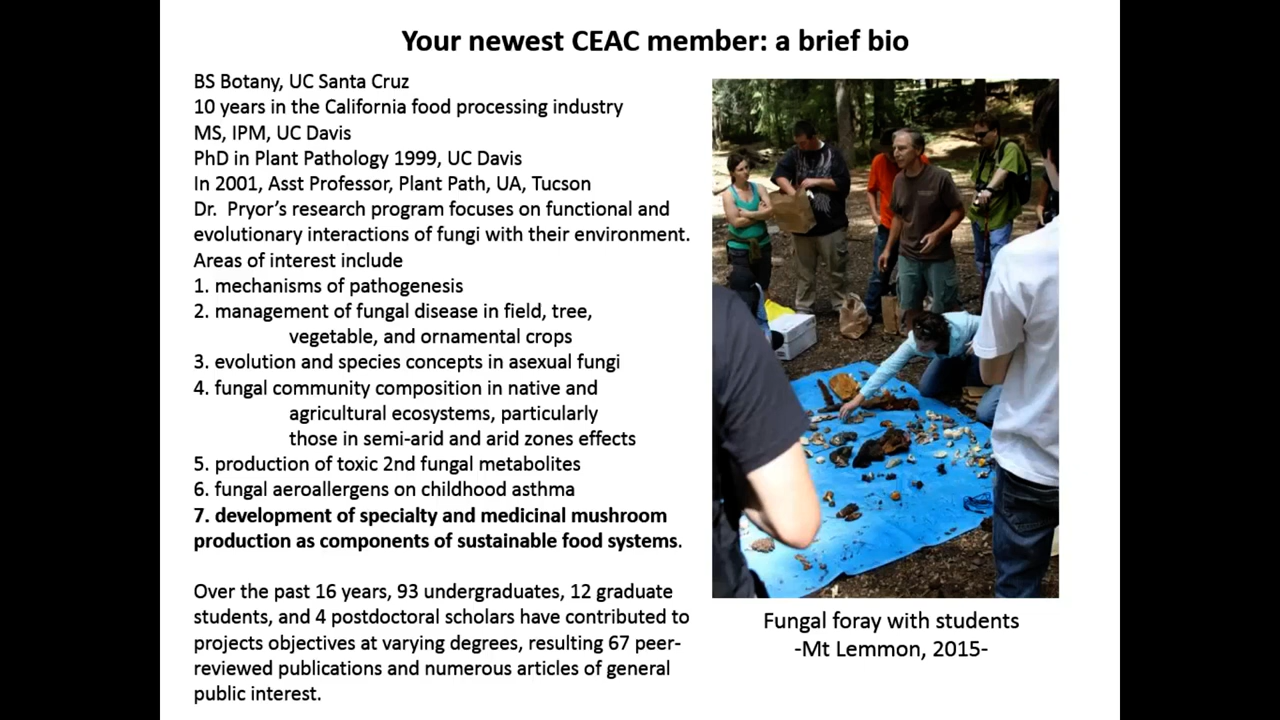 Your newest CEAC member: a brief bio
BS Botany, UC Santa Cruz
10 years in the California food processing industry
MS, IPM, UC Davis
PhD in Plant Pathology 1999, UC Davis
In 2001, Asst Professor, Plant Path, UA, Tucson
Dr.  Pryor's research program focuses on functional and
evolutionary interactions of fungi with their environment.
Areas of interest include
1. mechanisms of pathogenesis
2. management of fungal disease in field, tree,
vegetable, and ornamental crops
3. evolution and species concepts in asexual fungi
4. fungal community composition in native and
agricultural ecosystems, particularly
those in semi-arid and arid zones effects
5. production of toxic 2nd fungal metabolites
6. fungal aeroallergens on childhood asthma
7. development of specialty and medicinal mushroom
production as components of sustainable food systems.
Over the past 16 years, 93 undergraduates, 12 graduate
students, and 4 postdoctoral scholars have contributed to
projects objectives at varying degrees, resulting 67 peer-
reviewed publications and numerous articles of general
public interest.
Fungal foray with students
-Mt Lemmon, 2015-